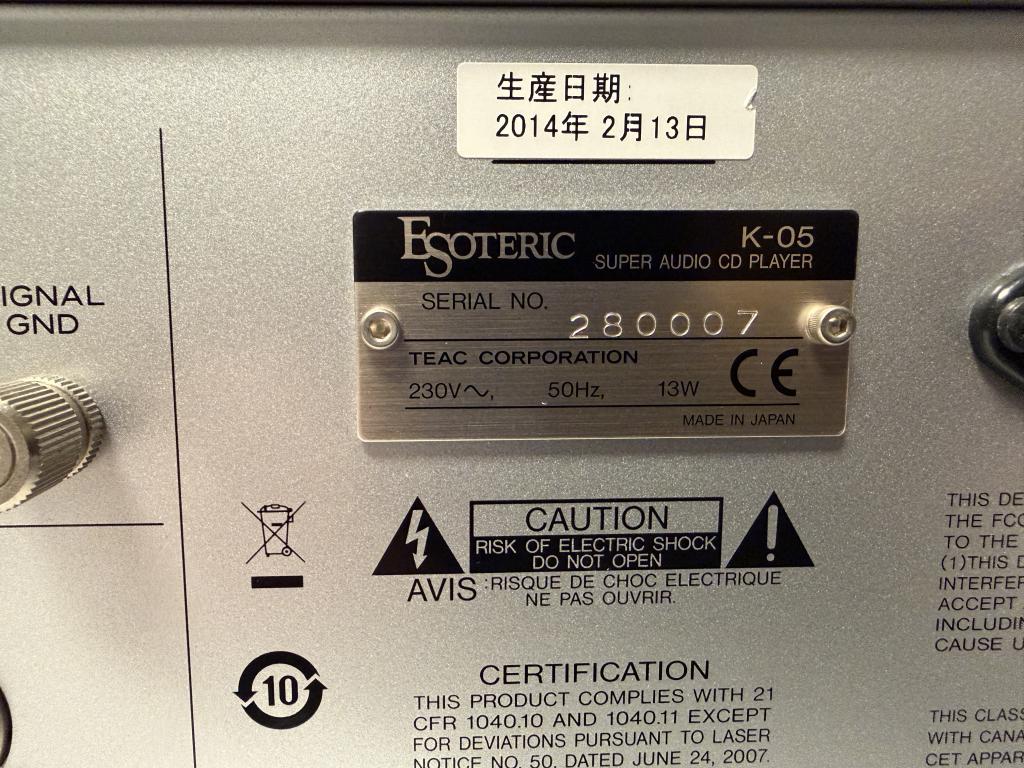 生産日期:
2014年 2月13日
ESOTERIC
K-05
SUPER AUDIO CD PLAYER
SERIAL NO.
280007
TEAC CORPORATION
230V～, 50Hz, 13W
CE
MADE IN JAPAN
IGNAL
GND
CAUTION
RISK OF ELECTRIC SHOCK
DO NOT OPEN
AVIS :RISQUE DE CHOC ELECTRIQUE
NE PAS OUVRIR.
10
CERTIFICATION
THIS PRODUCT COMPLIES WITH 21
CFR 1040.10 AND 1040.11 EXCEPT
FOR DEVIATIONS PURSUANT TO LASER
NOTICE NO. 50, DATED JUNE 24, 2007.
THIS DE
THE FCC
TO THE
(1)THIS D
INTERFER
ACCEPT
INCLUDIN
CAUSE U
THIS CLASS
WITH CANA
CET APPAR